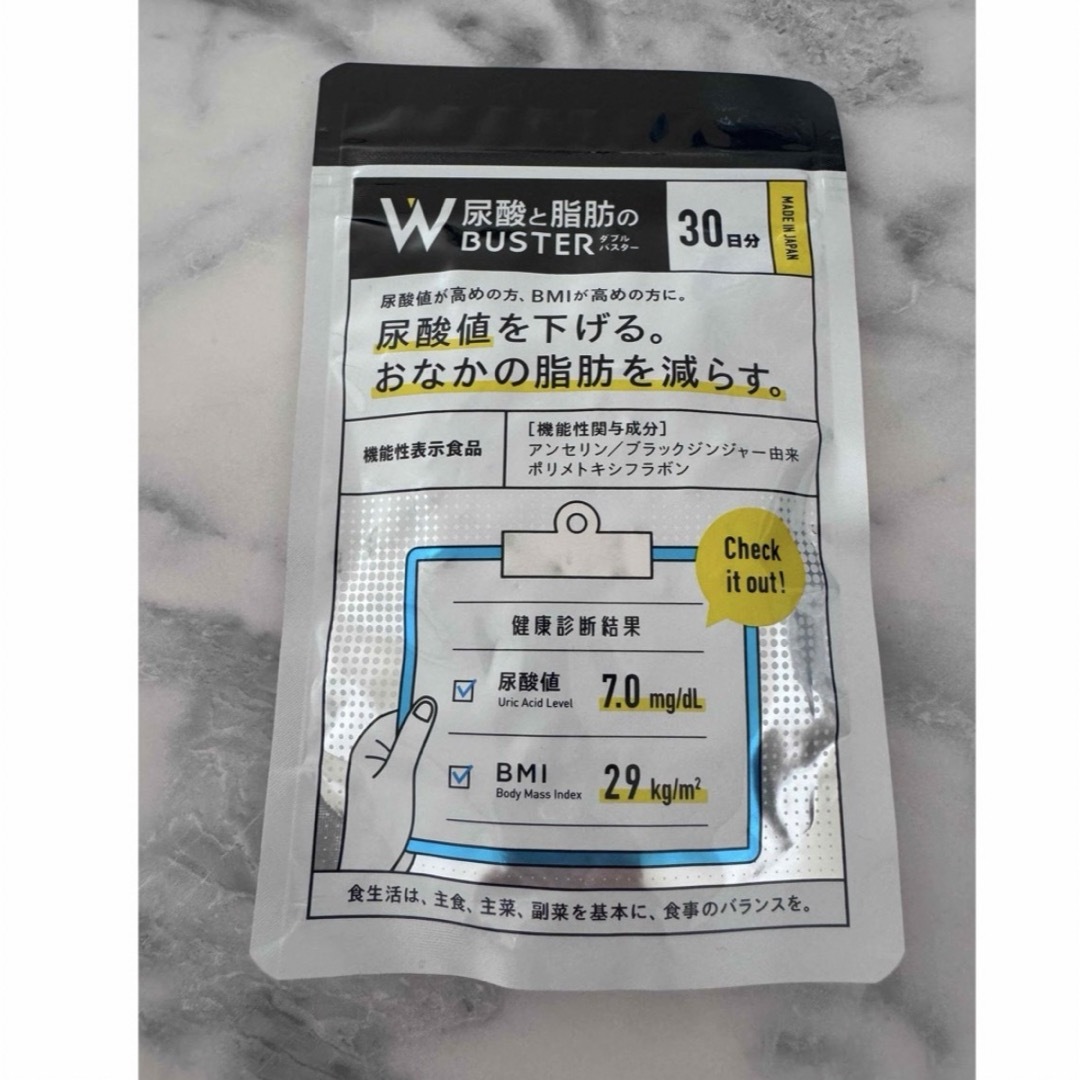 W 尿酸と脂肪の
BUSTER ダブルバスター
30日分
MADE IN JAPAN
尿酸値が高めの方、BMIが高めの方に。
尿酸値を下げる。
おなかの脂肪を減らす。
機能性表示食品
[機能性関与成分]
アンセリン／ブラックジンジャー由来
ポリメトキシフラボン
Check
it out!
健康診断結果
尿酸値 7.0 mg/dL
Uric Acid Level
BMI 29 kg/m²
Body Mass Index
食生活は、主食、主菜、副菜を基本に、食事のバランスを。